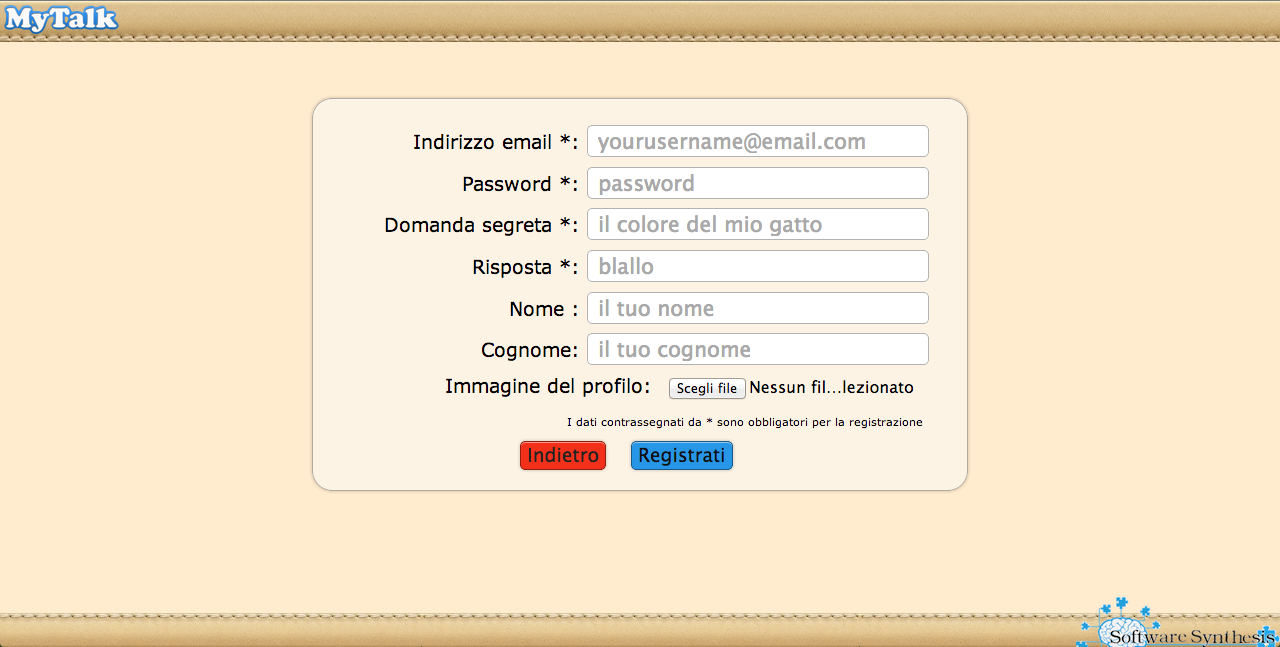 MyTalk
Indirizzo email *: yourusername@email.com
Password *: password
Domanda segreta *: il colore del mio gatto
Risposta *: blallo
Nome : il tuo nome
Cognome: il tuo cognome
Immagine del profilo: Scegli file Nessun fil...lezionato
I dati contrassegnati da * sono obbligatori per la registrazione
Indietro Registrati
Software Synthesis